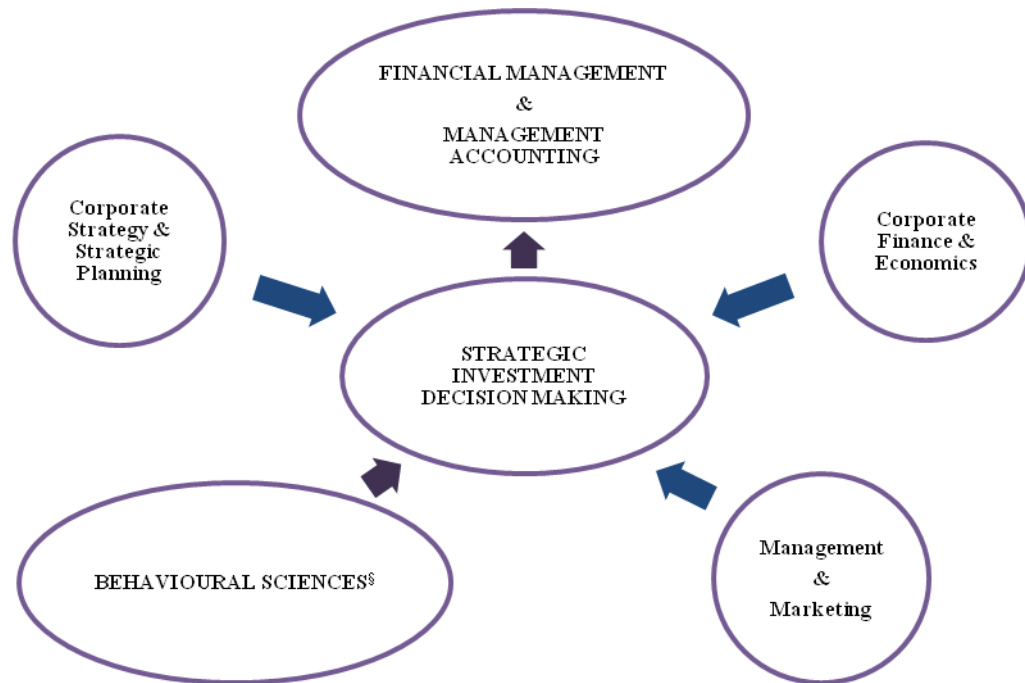 FINANCIAL MANAGEMENT
&
MANAGEMENT
ACCOUNTING
Corporate
Strategy &
Strategic
Planning
Corporate
Finance &
Economics
STRATEGIC
INVESTMENT
DECISION MAKING
BEHAVIOURAL SCIENCES§
Management
&
Marketing